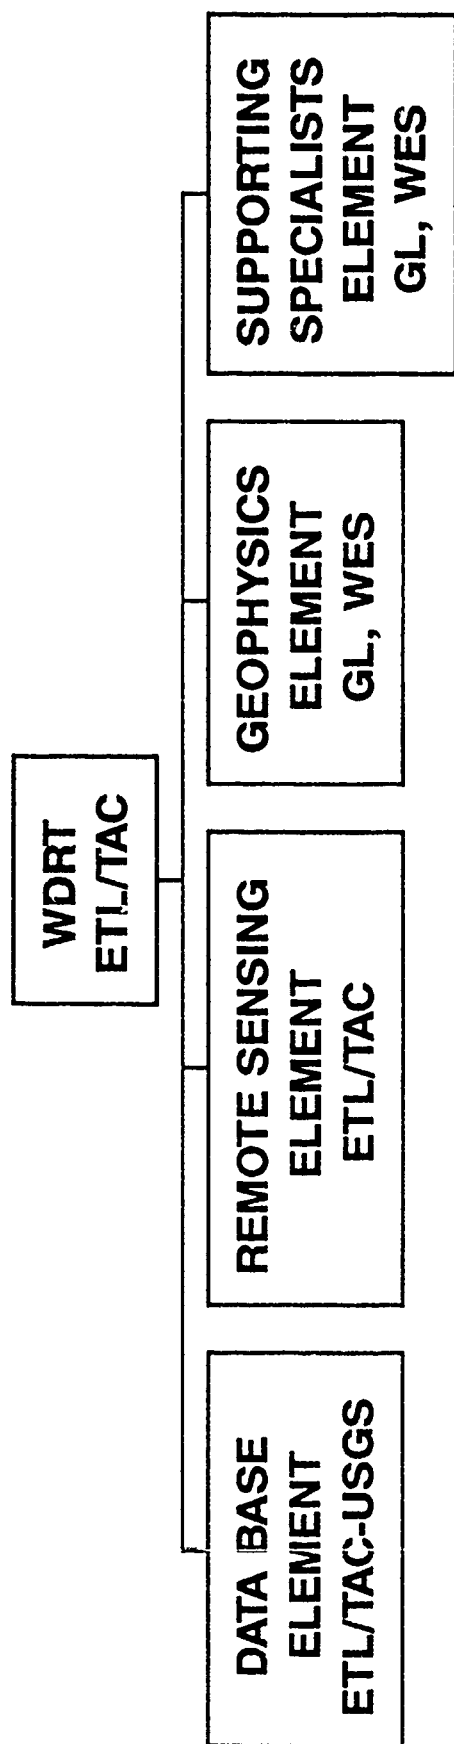 WDRT
ETL/TAC
DATA BASE
ELEMENT
ETL/TAC-USGS
REMOTE SENSING
ELEMENT
ETL/TAC
GEOPHYSICS
ELEMENT
GL, WES
SUPPORTING
SPECIALISTS
ELEMENT
GL, WES